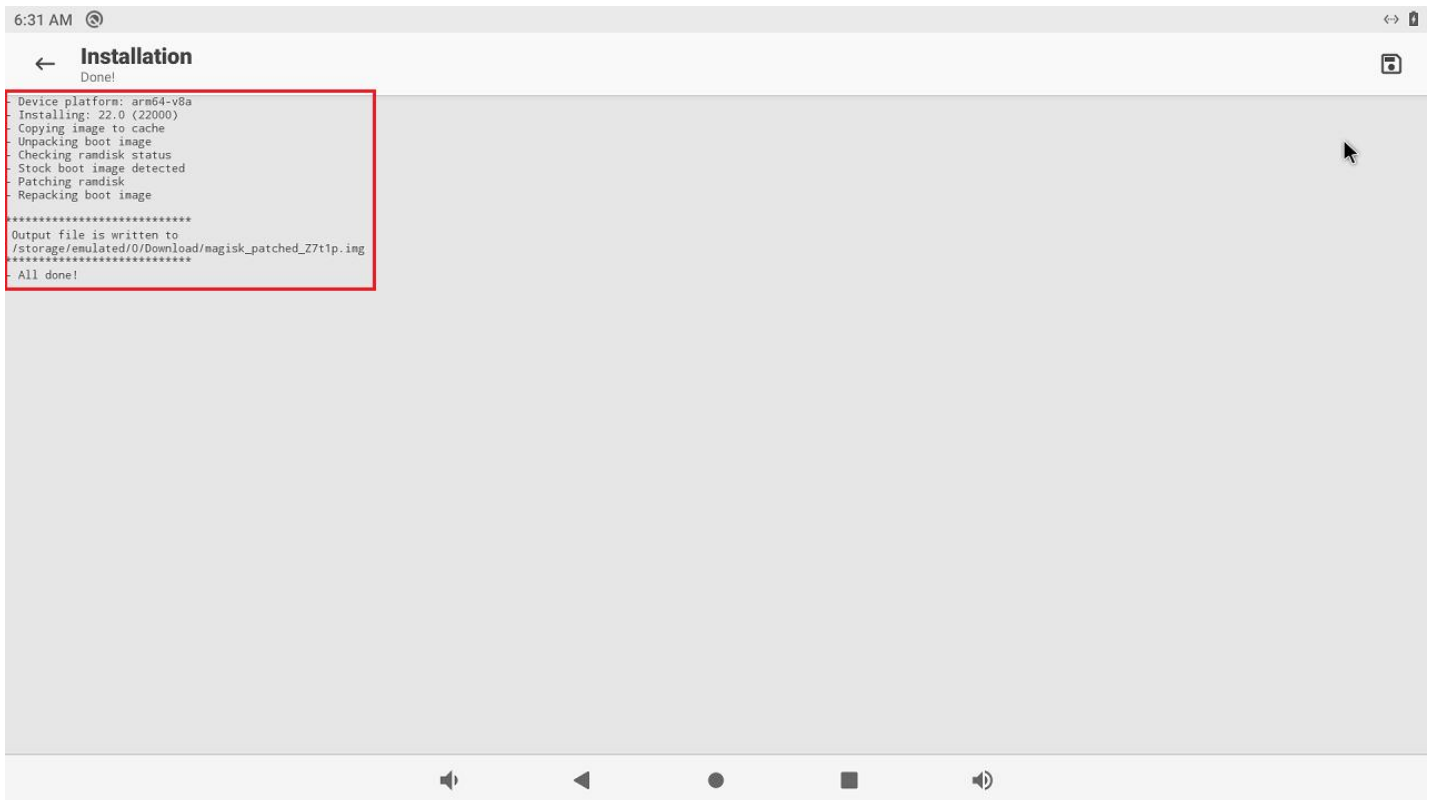 6:31 AM
Installation
Done!
- Device platform: arm64-v8a
- Installing: 22.0 (22000)
- Copying image to cache
- Unpacking boot image
- Checking ramdisk status
- Stock boot image detected
- Patching ramdisk
- Repacking boot image
****************************
Output file is written to
/storage/emulated/0/Download/magisk_patched_Z7t1p.img
****************************
- All done!